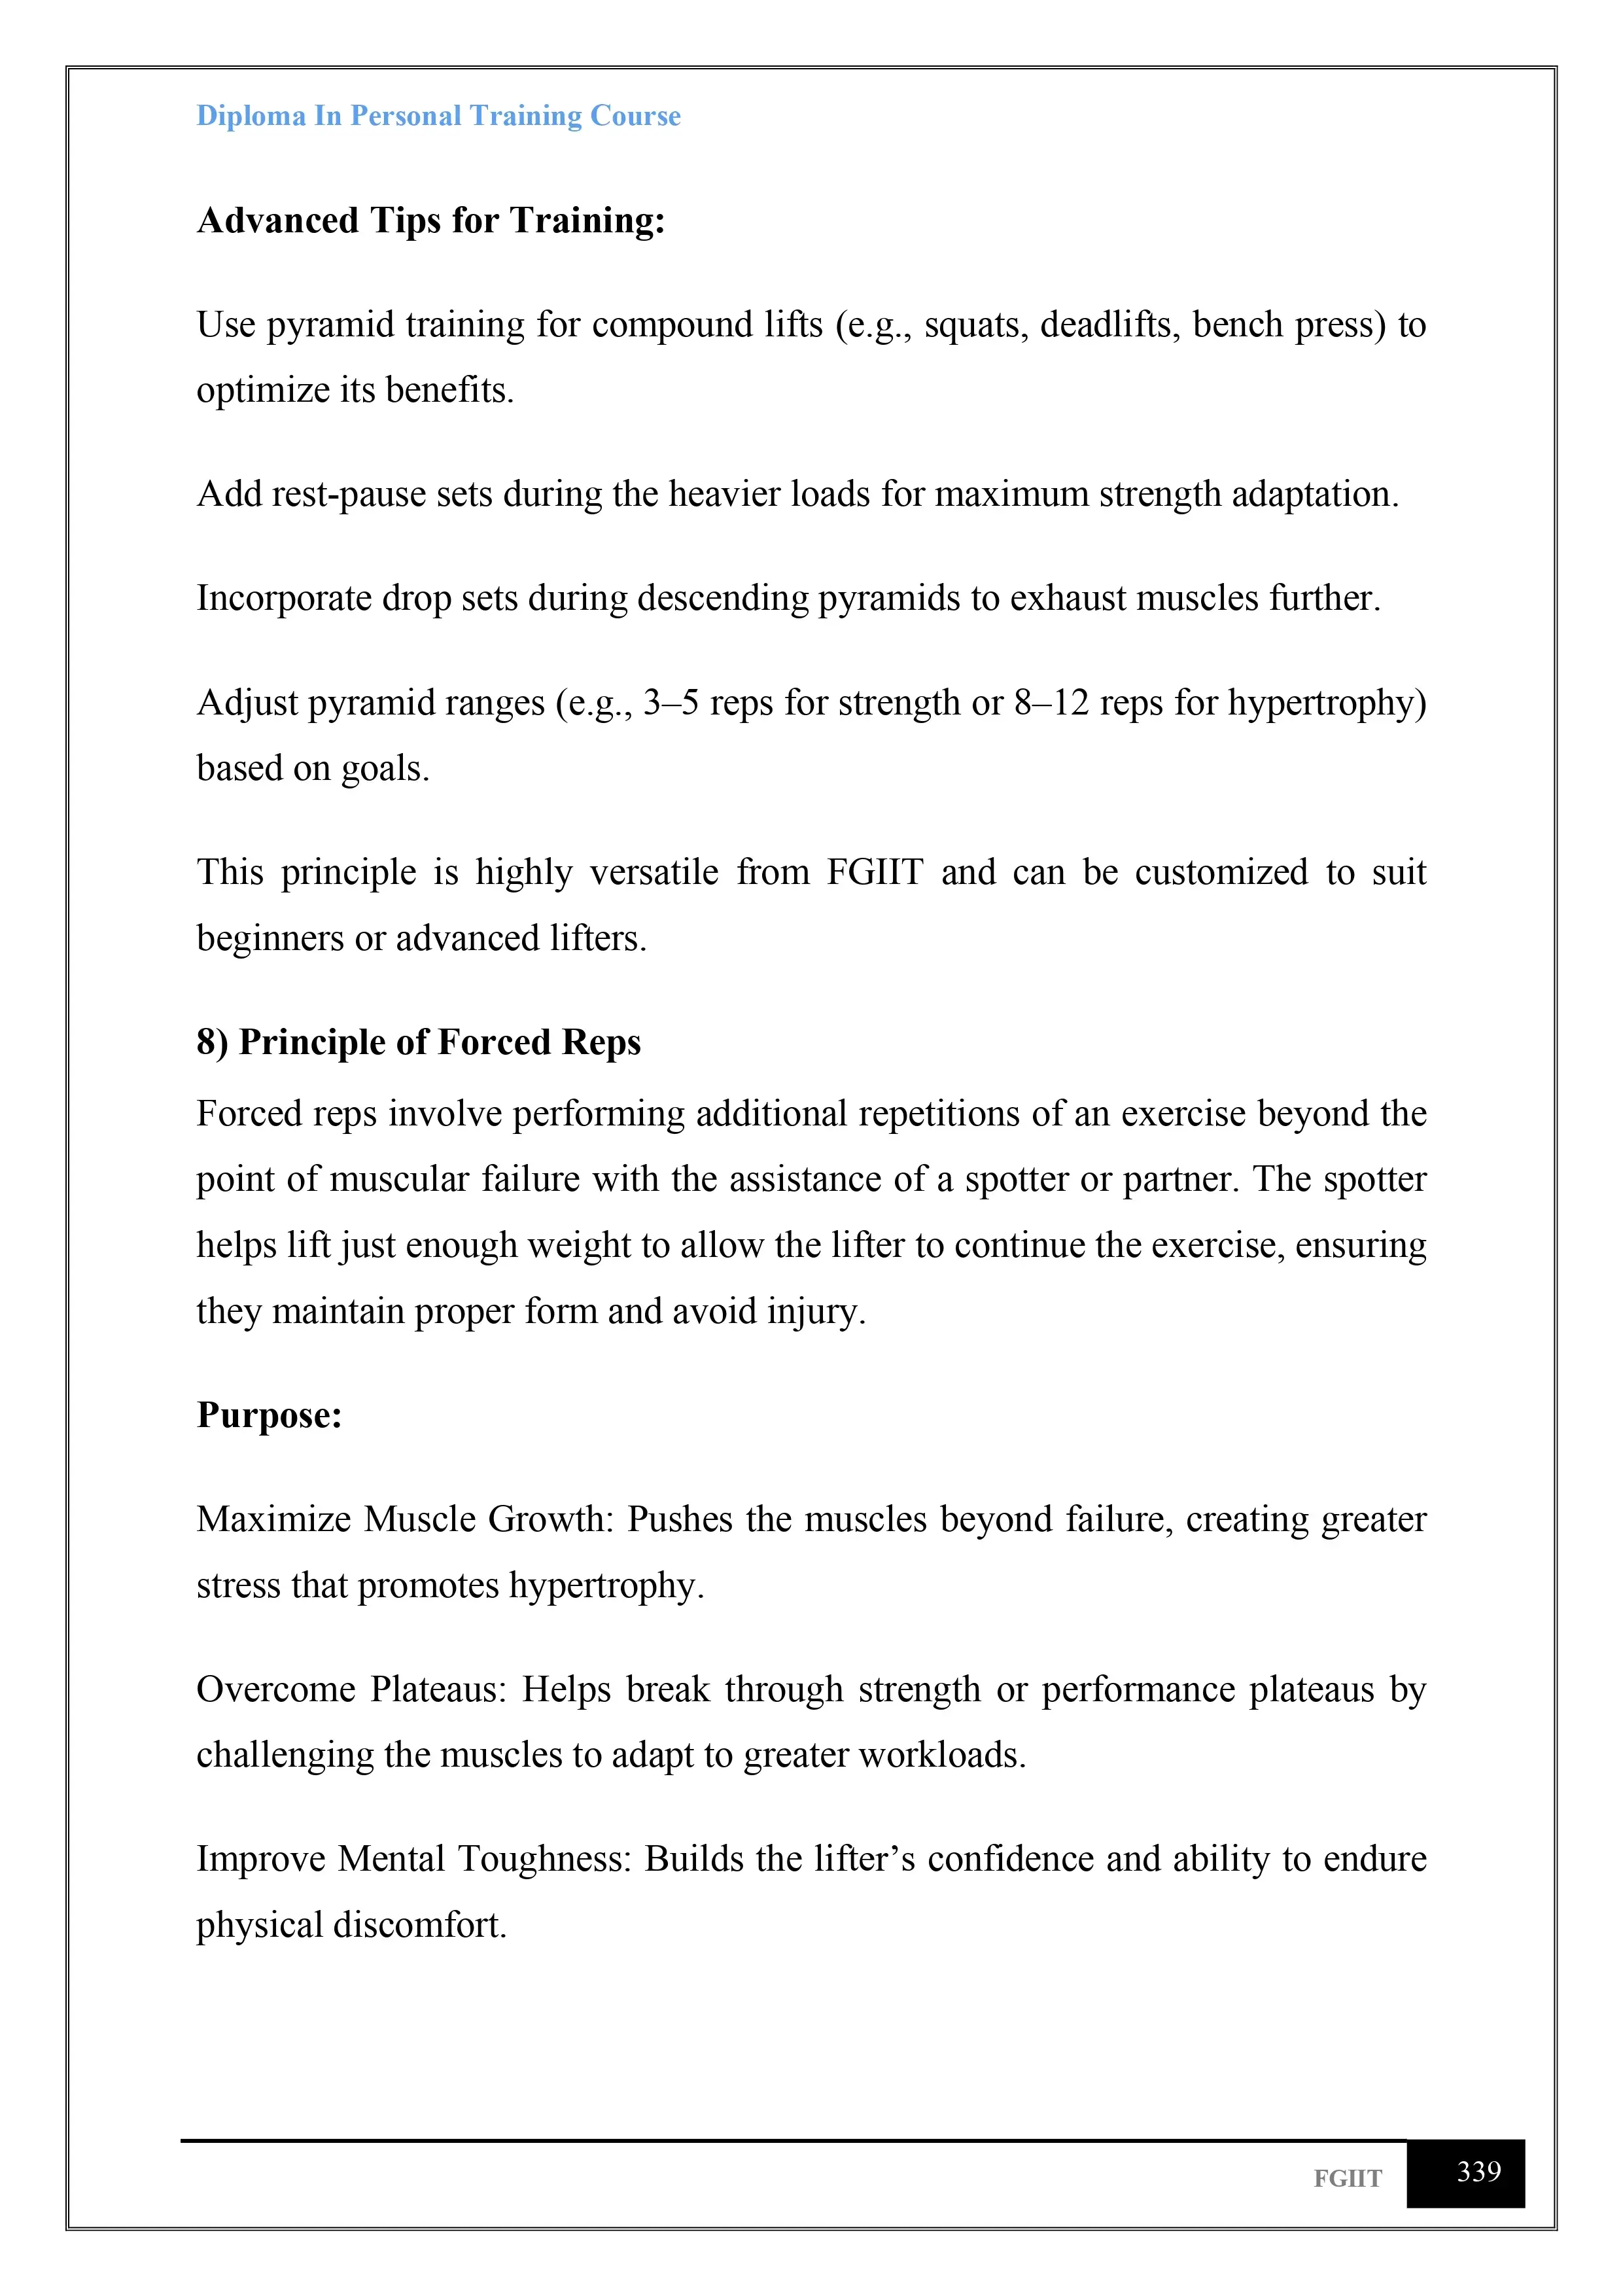 Diploma In Personal Training Course
Advanced Tips for Training:
Use pyramid training for compound lifts (e.g., squats, deadlifts, bench press) to
optimize its benefits.
Add rest-pause sets during the heavier loads for maximum strength adaptation.
Incorporate drop sets during descending pyramids to exhaust muscles further.
Adjust pyramid ranges (e.g., 3–5 reps for strength or 8–12 reps for hypertrophy)
based on goals.
This principle is highly versatile from FGIIT and can be customized to suit
beginners or advanced lifters.
8) Principle of Forced Reps
Forced reps involve performing additional repetitions of an exercise beyond the
point of muscular failure with the assistance of a spotter or partner. The spotter
helps lift just enough weight to allow the lifter to continue the exercise, ensuring
they maintain proper form and avoid injury.
Purpose:
Maximize Muscle Growth: Pushes the muscles beyond failure, creating greater
stress that promotes hypertrophy.
Overcome Plateaus: Helps break through strength or performance plateaus by
challenging the muscles to adapt to greater workloads.
Improve Mental Toughness: Builds the lifter’s confidence and ability to endure
physical discomfort.
FGIIT 339